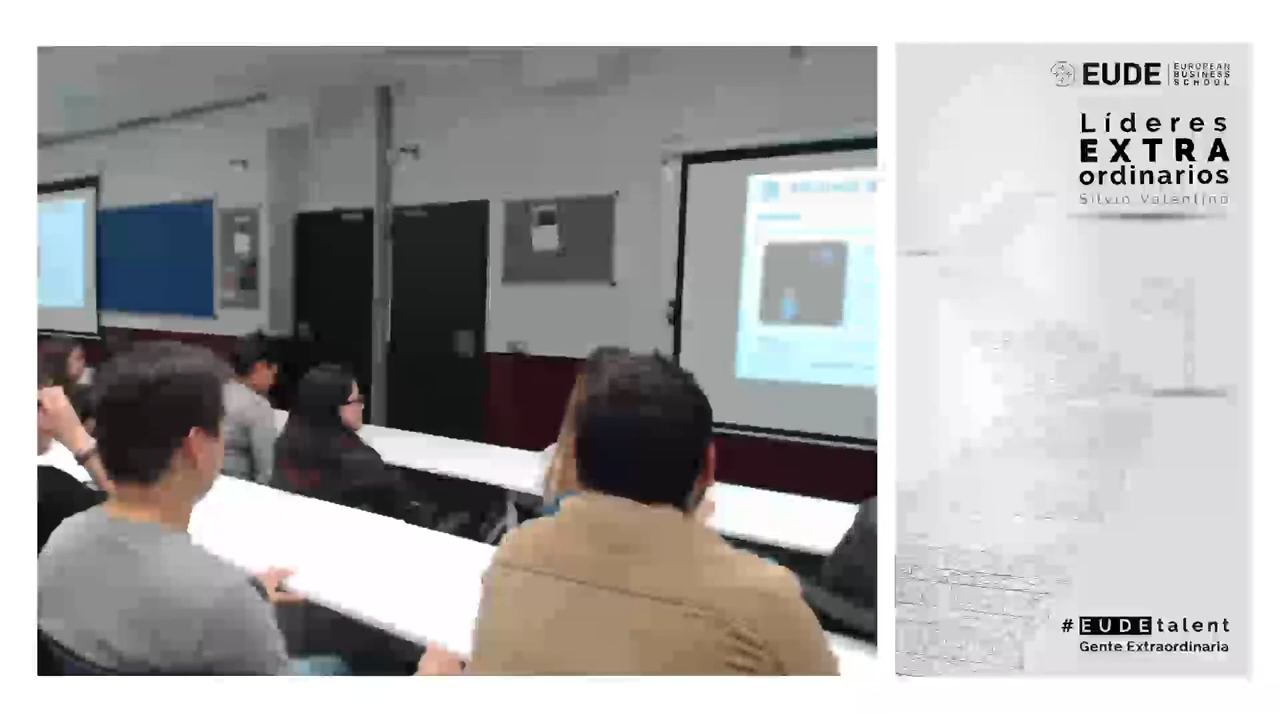 EUDE
EUROPEAN
BUSINESS
SCHOOL
Líderes
EXTRA
ordinarios
Silvio Valentino
#EUDEtalent
Gente Extraordinaria